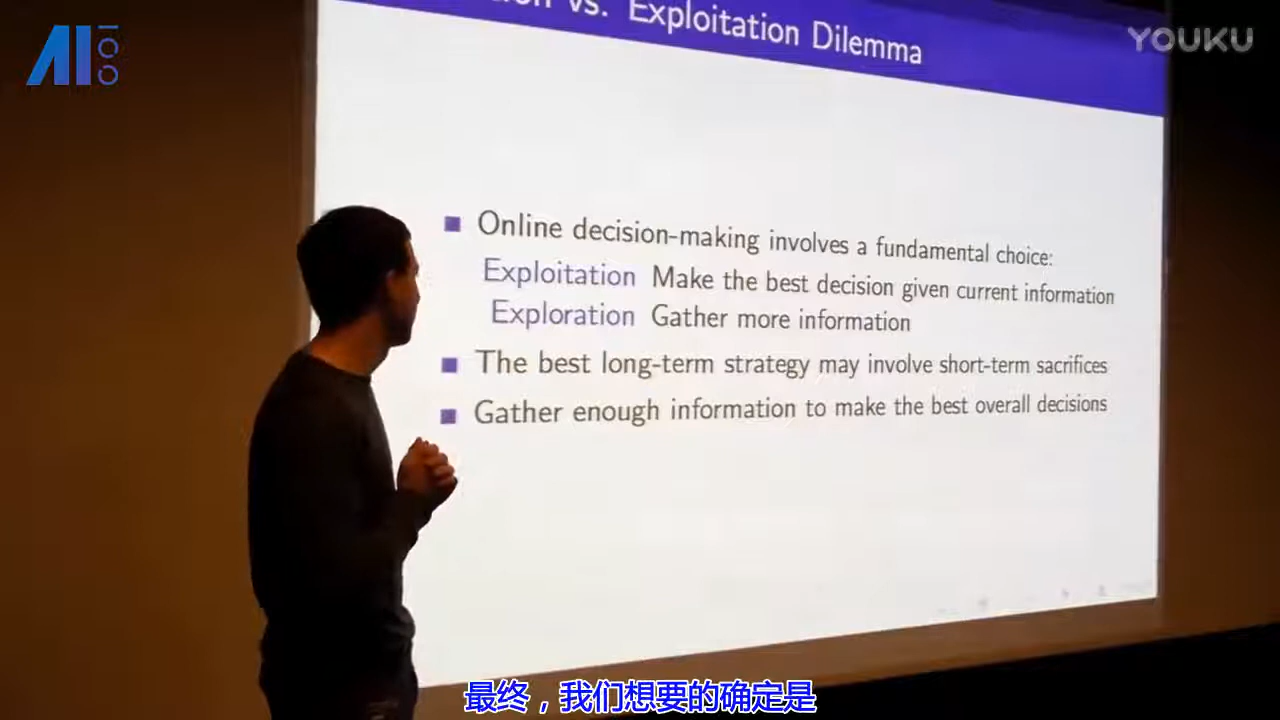 AI100
YOUKU
vs. Exploitation Dilemma
Online decision-making involves a fundamental choice:
Exploitation Make the best decision given current information
Exploration Gather more information
The best long-term strategy may involve short-term sacrifices
Gather enough information to make the best overall decisions
最终，我们想要的确定是